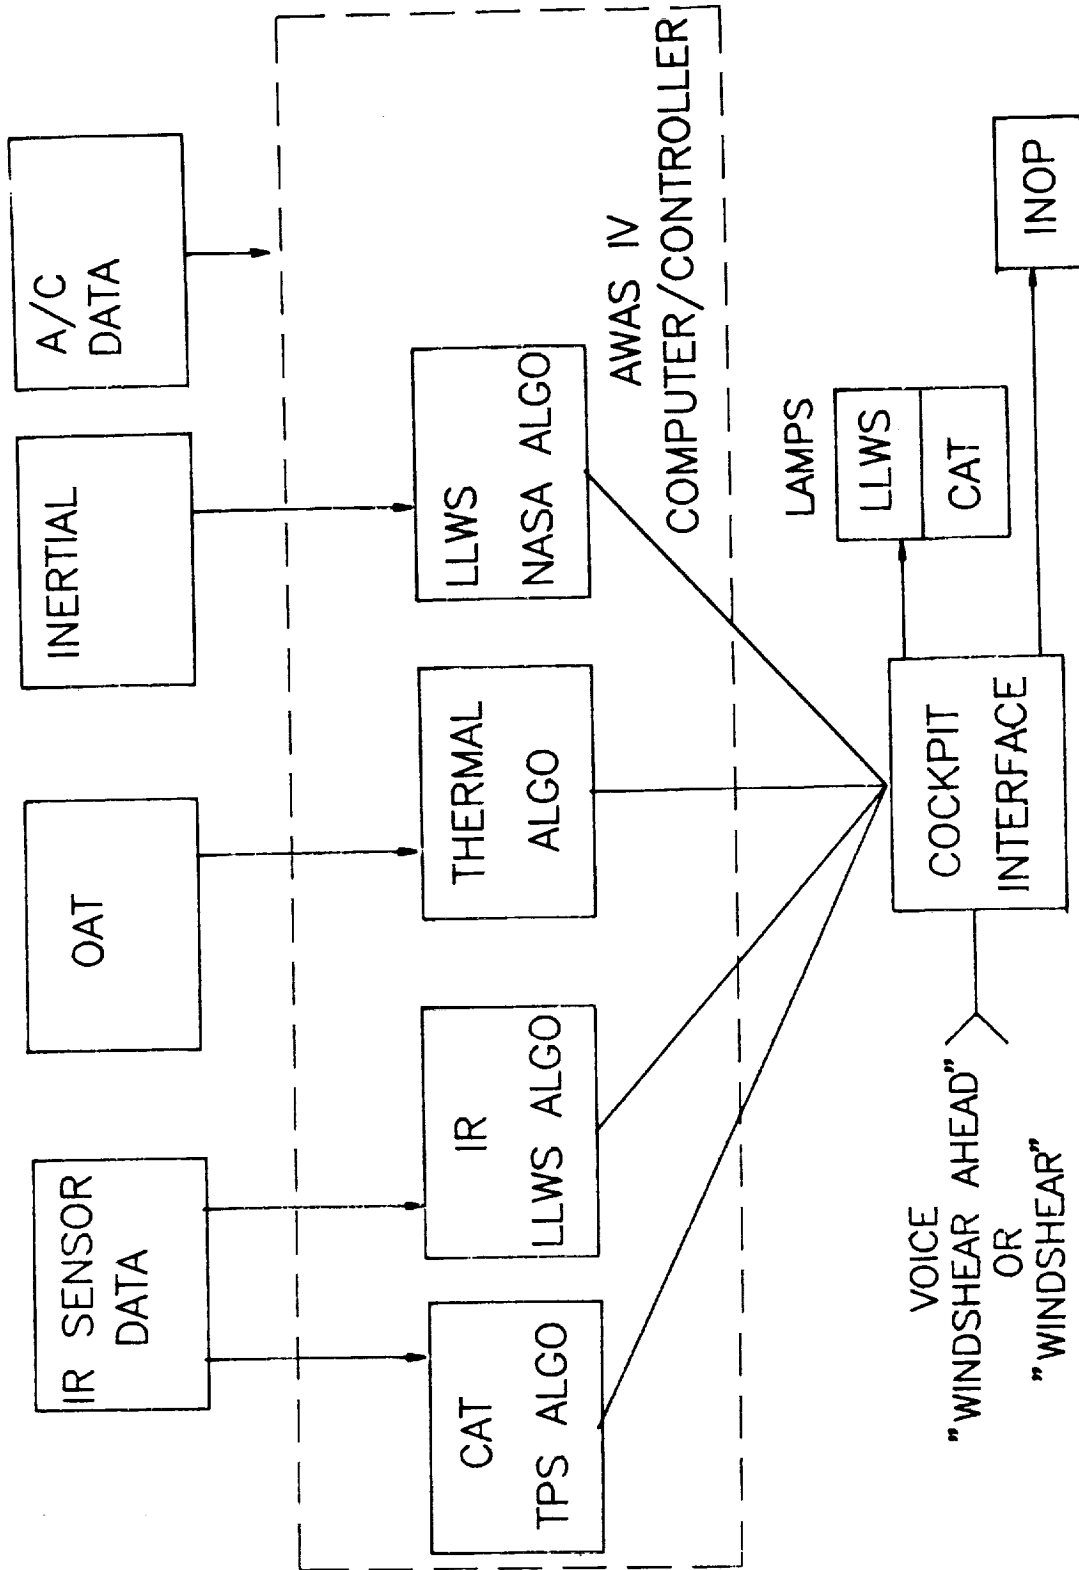 IR SENSOR
DATA
OAT
INERTIAL
A/C
DATA
CAT
TPS ALGO
IR
LLWS ALGO
THERMAL
ALGO
LLWS
NASA ALGO
AWAS IV
COMPUTER/CONTROLLER
LAMPS
LLWS
CAT
VOICE
"WINDSHEAR AHEAD"
OR
"WINDSHEAR"
COCKPIT
INTERFACE
INOP